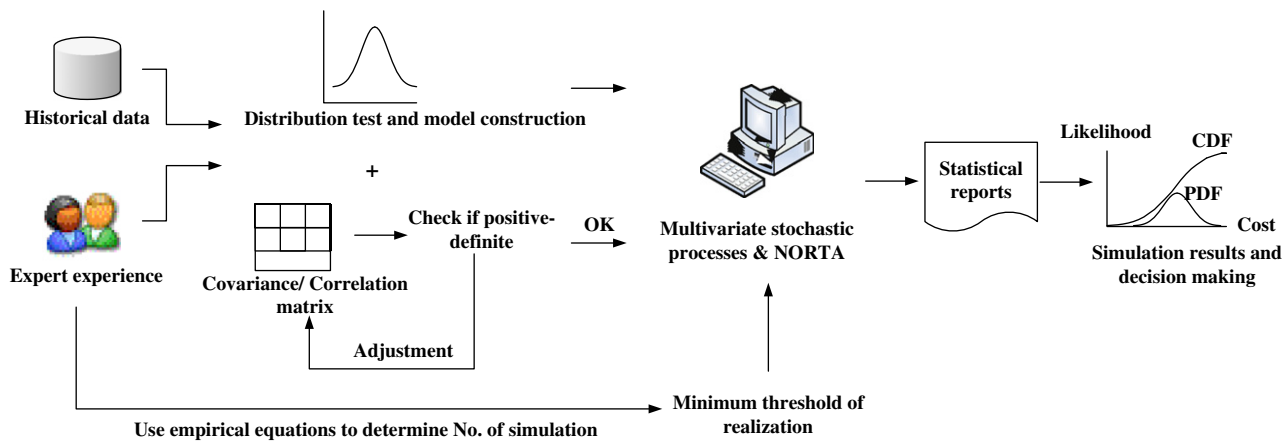 Historical data
Expert experience
Distribution test and model construction
+
Covariance/ Correlation
matrix
Check if positive-
definite
OK
Adjustment
Use empirical equations to determine No. of simulation
Minimum threshold of
realization
Multivariate stochastic
processes & NORTA
Statistical
reports
Likelihood
CDF
PDF
Cost
Simulation results and
decision making